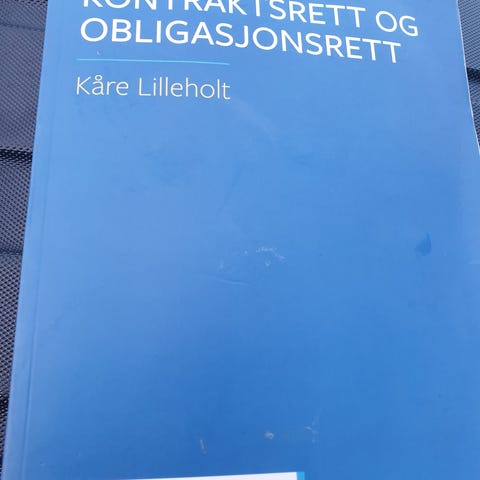 KONTRAKTSRETT OG
OBLIGASJONSRETT
Kåre Lilleholt